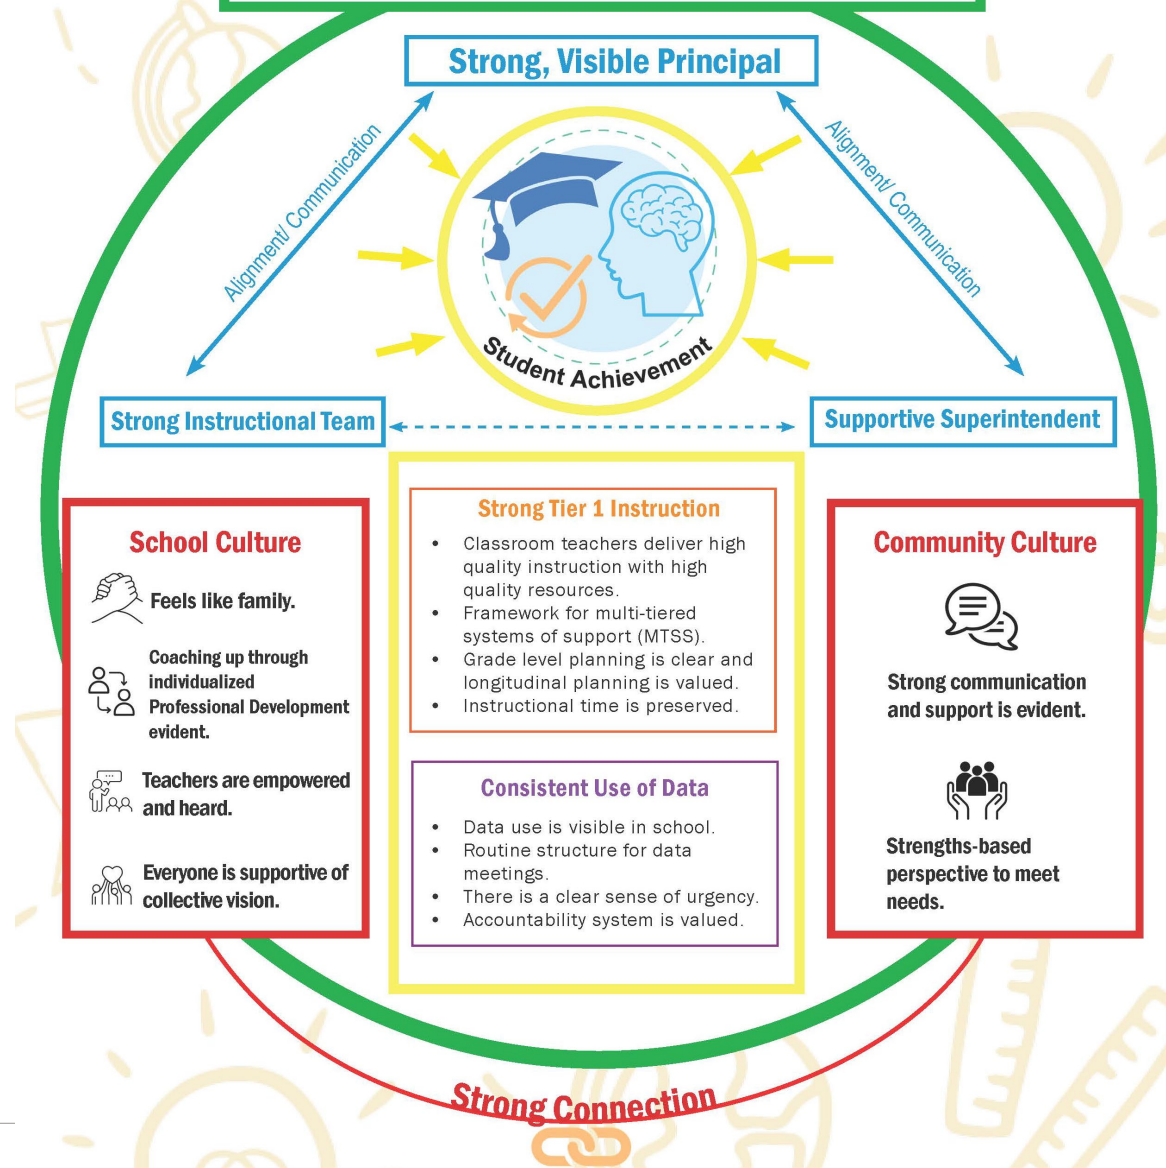 Strong, Visible Principal
Alignment/ Communication
Alignment/ Communication
Student Achievement
Strong Instructional Team
Supportive Superintendent
School Culture
Feels like family.
Coaching up through
individualized
Professional Development
evident.
Teachers are empowered
and heard.
Everyone is supportive of
collective vision.
Strong Tier 1 Instruction
• Classroom teachers deliver high
quality instruction with high
quality resources.
• Framework for multi-tiered
systems of support (MTSS).
• Grade level planning is clear and
longitudinal planning is valued.
• Instructional time is preserved.
Consistent Use of Data
• Data use is visible in school.
• Routine structure for data
meetings.
• There is a clear sense of urgency.
• Accountability system is valued.
Community Culture
Strong communication
and support is evident.
Strengths-based
perspective to meet
needs.
Strong Connection